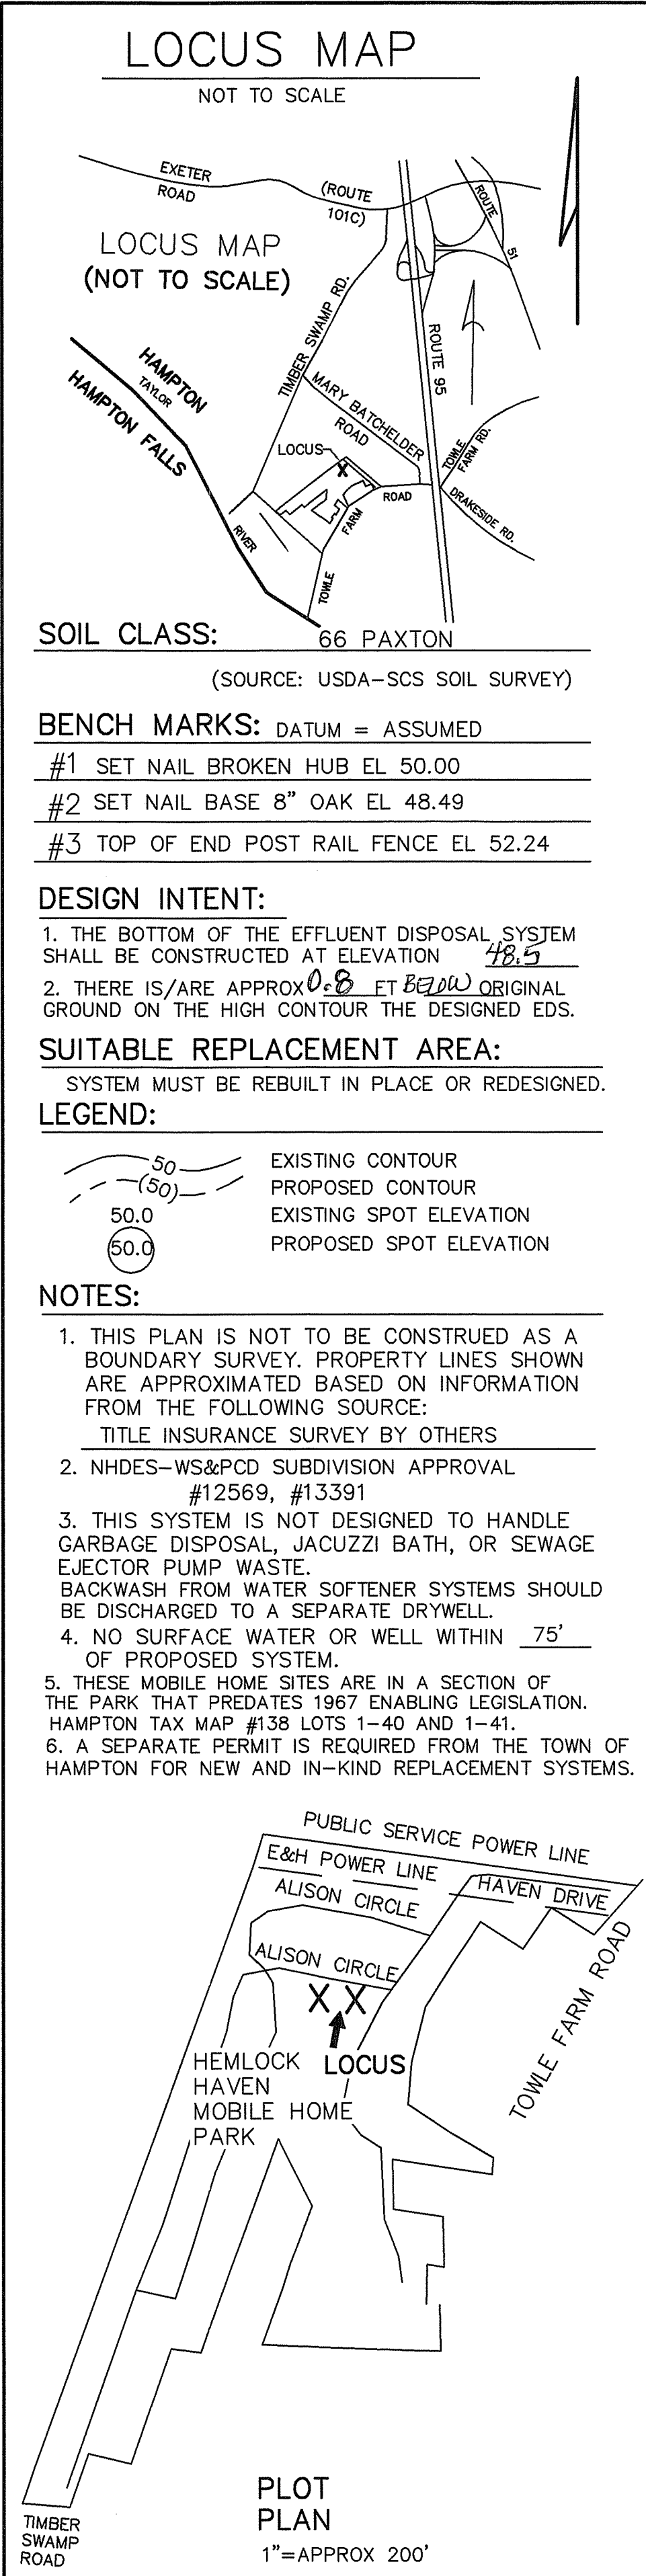 LOCUS MAP
NOT TO SCALE
EXETER
ROAD
(ROUTE
101C)
ROUTE
51
LOCUS MAP
(NOT TO SCALE)
TIMBER SWAMP RD.
ROUTE 95
HAMPTON
TAYLOR
HAMPTON FALLS
MARY BATCHELDER
ROAD
LOCUS
X
TOWLE
FARM RD.
ROAD
DRAKESIDE RD.
RIVER
FARM
TOWLE
SOIL CLASS: 66 PAXTON
(SOURCE: USDA-SCS SOIL SURVEY)
BENCH MARKS: DATUM = ASSUMED
#1 SET NAIL BROKEN HUB EL 50.00
#2 SET NAIL BASE 8" OAK EL 48.49
#3 TOP OF END POST RAIL FENCE EL 52.24
DESIGN INTENT:
1. THE BOTTOM OF THE EFFLUENT DISPOSAL SYSTEM
SHALL BE CONSTRUCTED AT ELEVATION 48.5
2. THERE IS/ARE APPROX 0.8 FT BELOW ORIGINAL
GROUND ON THE HIGH CONTOUR THE DESIGNED EDS.
SUITABLE REPLACEMENT AREA:
SYSTEM MUST BE REBUILT IN PLACE OR REDESIGNED.
LEGEND:
50 EXISTING CONTOUR
(50) PROPOSED CONTOUR
50.0 EXISTING SPOT ELEVATION
50.0 PROPOSED SPOT ELEVATION
NOTES:
1. THIS PLAN IS NOT TO BE CONSTRUED AS A
BOUNDARY SURVEY. PROPERTY LINES SHOWN
ARE APPROXIMATED BASED ON INFORMATION
FROM THE FOLLOWING SOURCE:
TITLE INSURANCE SURVEY BY OTHERS
2. NHDES-WS&PCD SUBDIVISION APPROVAL
#12569, #13391
3. THIS SYSTEM IS NOT DESIGNED TO HANDLE
GARBAGE DISPOSAL, JACUZZI BATH, OR SEWAGE
EJECTOR PUMP WASTE.
BACKWASH FROM WATER SOFTENER SYSTEMS SHOULD
BE DISCHARGED TO A SEPARATE DRYWELL.
4. NO SURFACE WATER OR WELL WITHIN 75'
OF PROPOSED SYSTEM.
5. THESE MOBILE HOME SITES ARE IN A SECTION OF
THE PARK THAT PREDATES 1967 ENABLING LEGISLATION.
HAMPTON TAX MAP #138 LOTS 1-40 AND 1-41.
6. A SEPARATE PERMIT IS REQUIRED FROM THE TOWN OF
HAMPTON FOR NEW AND IN-KIND REPLACEMENT SYSTEMS.
PUBLIC SERVICE POWER LINE
E&H POWER LINE
HAVEN DRIVE
ALISON CIRCLE
ALISON CIRCLE
X X
TOWLE FARM ROAD
LOCUS
HEMLOCK
HAVEN
MOBILE HOME
PARK
PLOT
PLAN
1"=APPROX 200'
TIMBER
SWAMP
ROAD